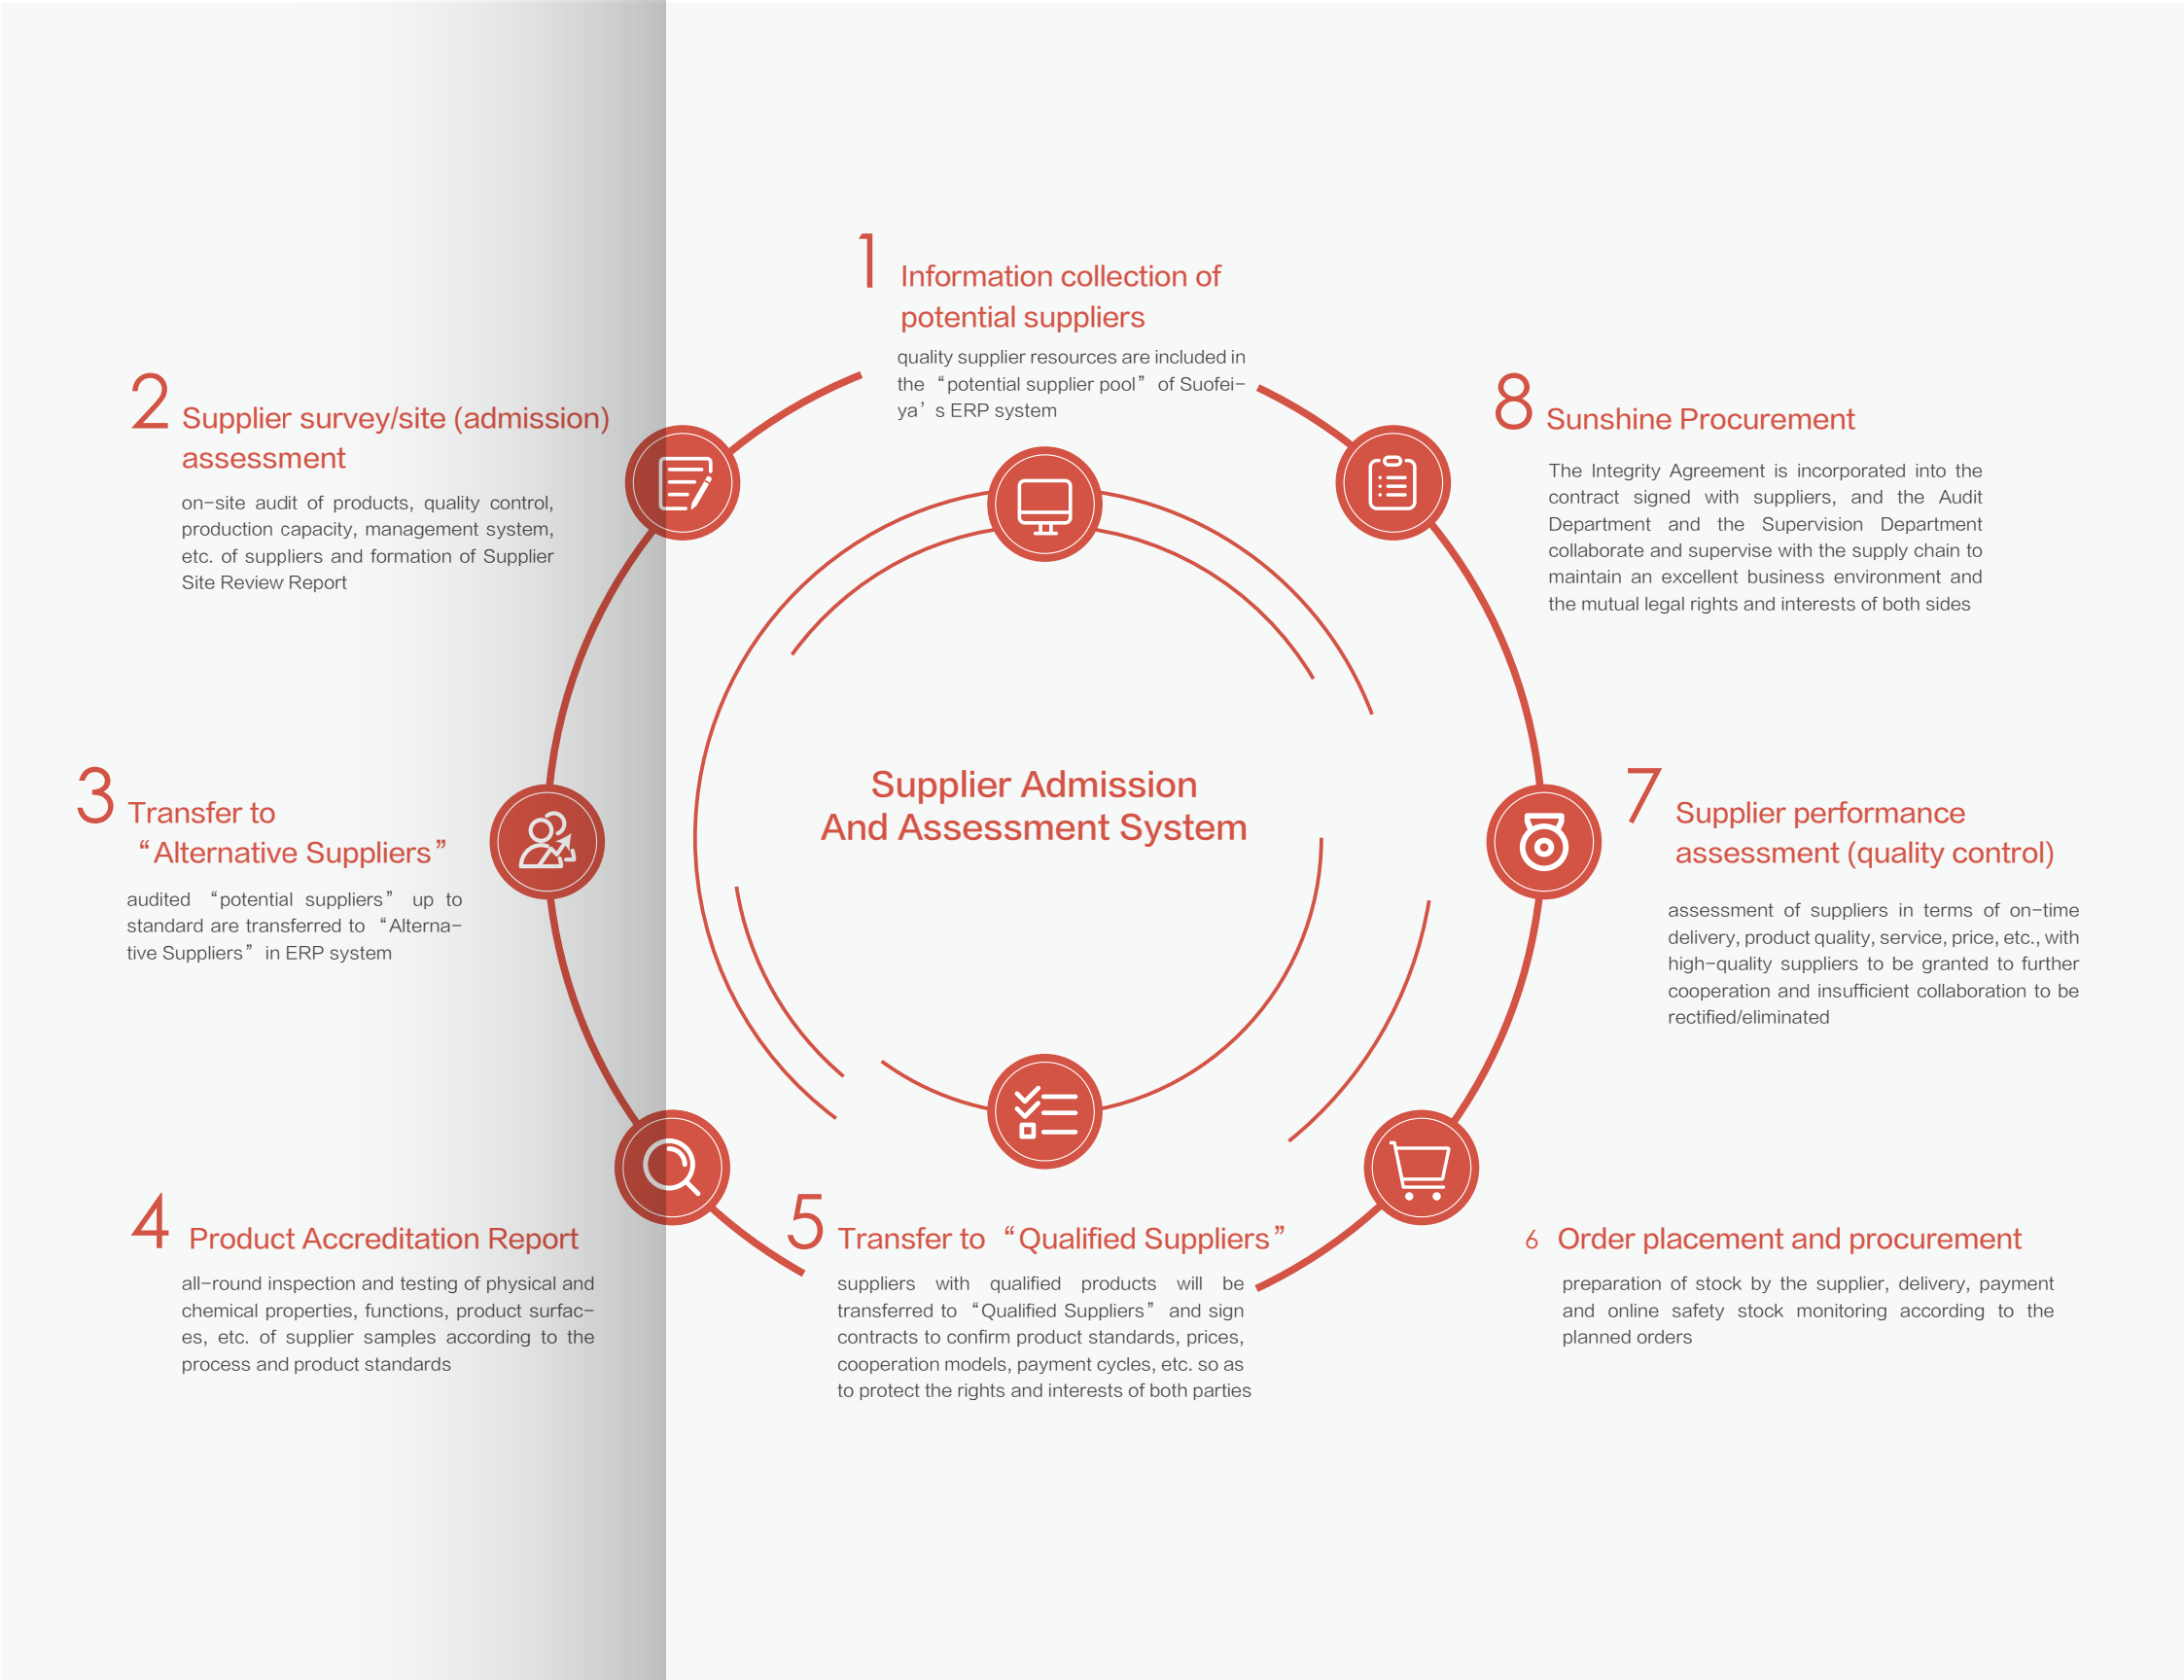 1
Information collection of
potential suppliers
quality supplier resources are included in
the “potential supplier pool” of Suofei-
ya’s ERP system
2
Supplier survey/site (admission)
assessment
on-site audit of products, quality control,
production capacity, management system,
etc. of suppliers and formation of Supplier
Site Review Report
3
Transfer to
“Alternative Suppliers”
audited “potential suppliers” up to
standard are transferred to “Alterna-
tive Suppliers” in ERP system
4
Product Accreditation Report
all-round inspection and testing of physical and
chemical properties, functions, product surfac-
es, etc. of supplier samples according to the
process and product standards
5
Transfer to “Qualified Suppliers”
suppliers with qualified products will be
transferred to “Qualified Suppliers” and sign
contracts to confirm product standards, prices,
cooperation models, payment cycles, etc. so as
to protect the rights and interests of both parties
6 Order placement and procurement
preparation of stock by the supplier, delivery, payment
and online safety stock monitoring according to the
planned orders
7
Supplier performance
assessment (quality control)
assessment of suppliers in terms of on-time
delivery, product quality, service, price, etc., with
high-quality suppliers to be granted to further
cooperation and insufficient collaboration to be
rectified/eliminated
8
Sunshine Procurement
The Integrity Agreement is incorporated into the
contract signed with suppliers, and the Audit
Department and the Supervision Department
collaborate and supervise with the supply chain to
maintain an excellent business environment and
the mutual legal rights and interests of both sides
Supplier Admission
And Assessment System